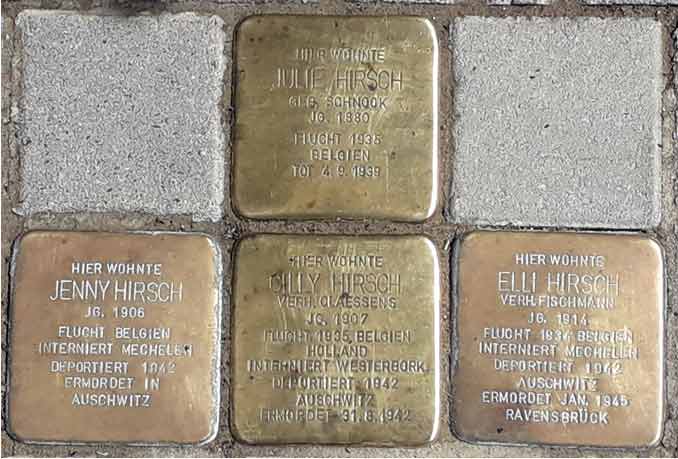 HIER WOHNTE
JULIE HIRSCH
GEB. SCHNOOK
JG. 1880
FLUCHT 1935
BELGIEN
TOT 4.9.1939
HIER WOHNTE
JENNY HIRSCH
JG. 1906
FLUCHT BELGIEN
INTERNIERT MECHELEN
DEPORTIERT 1942
ERMORDET IN
AUSCHWITZ
HIER WOHNTE
CILLY HIRSCH
VERH. CLAESSENS
JG. 1907
FLUCHT 1935 BELGIEN
HOLLAND
INTERNIERT WESTERBORK
DEPORTIERT 1942
AUSCHWITZ
ERMORDET 31.8.1942
HIER WOHNTE
ELLI HIRSCH
VERH. FISCHMANN
JG. 1914
FLUCHT 1934 BELGIEN
INTERNIERT MECHELEN
DEPORTIERT 1942
AUSCHWITZ
ERMORDET JAN. 1945
RAVENSBRÜCK